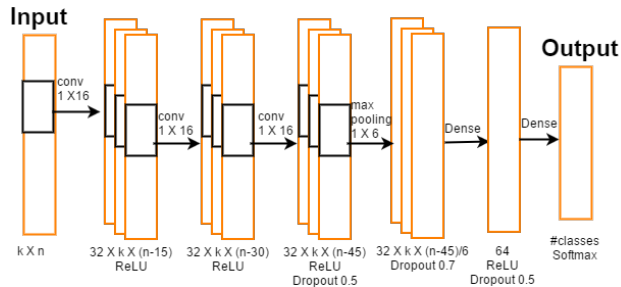 Input
Output
conv
1 X16
conv
1 X 16
conv
1 X 16
max
pooling
1 X 6
Dense
Dense
k X n
32 X k X (n-15)
ReLU
32 X k X (n-30)
ReLU
32 X k X (n-45)
ReLU
Dropout 0.5
32 X k X (n-45)/6
Dropout 0.7
64
ReLU
Dropout 0.5
#classes
Softmax